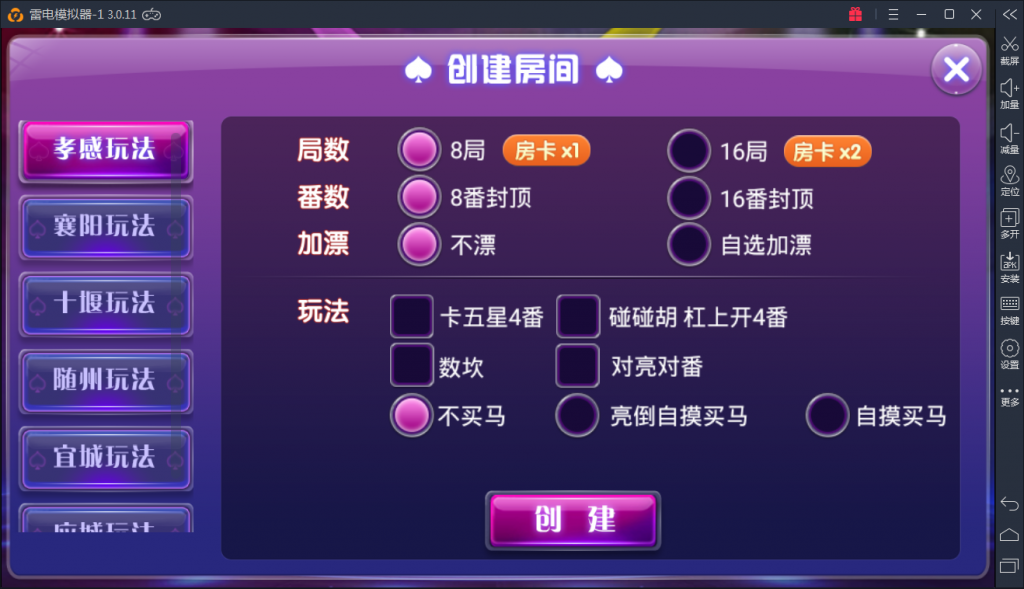 雷电模拟器-1 3.0.11
创建房间
孝感玩法
襄阳玩法
十堰玩法
随州玩法
宜城玩法
应城玩法
局数 8局 房卡 x1 16局 房卡 x2
番数 8番封顶 16番封顶
加漂 不漂 自选加漂
玩法 卡五星4番 碰碰胡 杠上开4番
数坎 对亮对番
不买马 亮倒自摸买马 自摸买马
创 建
截屏
加量
减量
定位
多开
APK
安装
按键
设置
更多